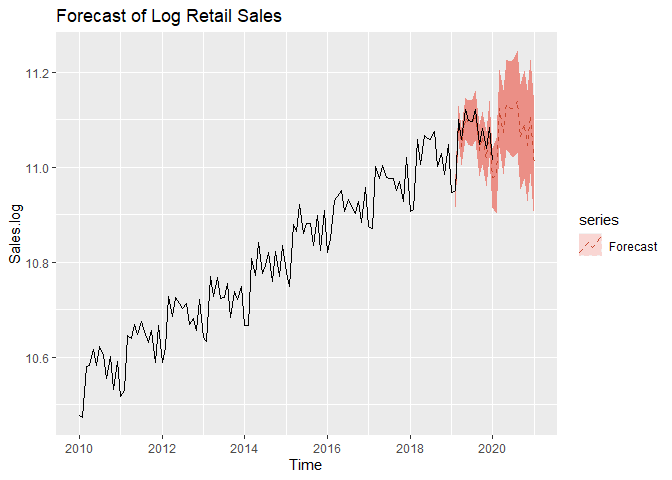 Forecast of Log Retail Sales
11.2
11.0
10.8
10.6
Sales.log
2010 2012 2014 2016 2018 2020
Time
series
Forecast